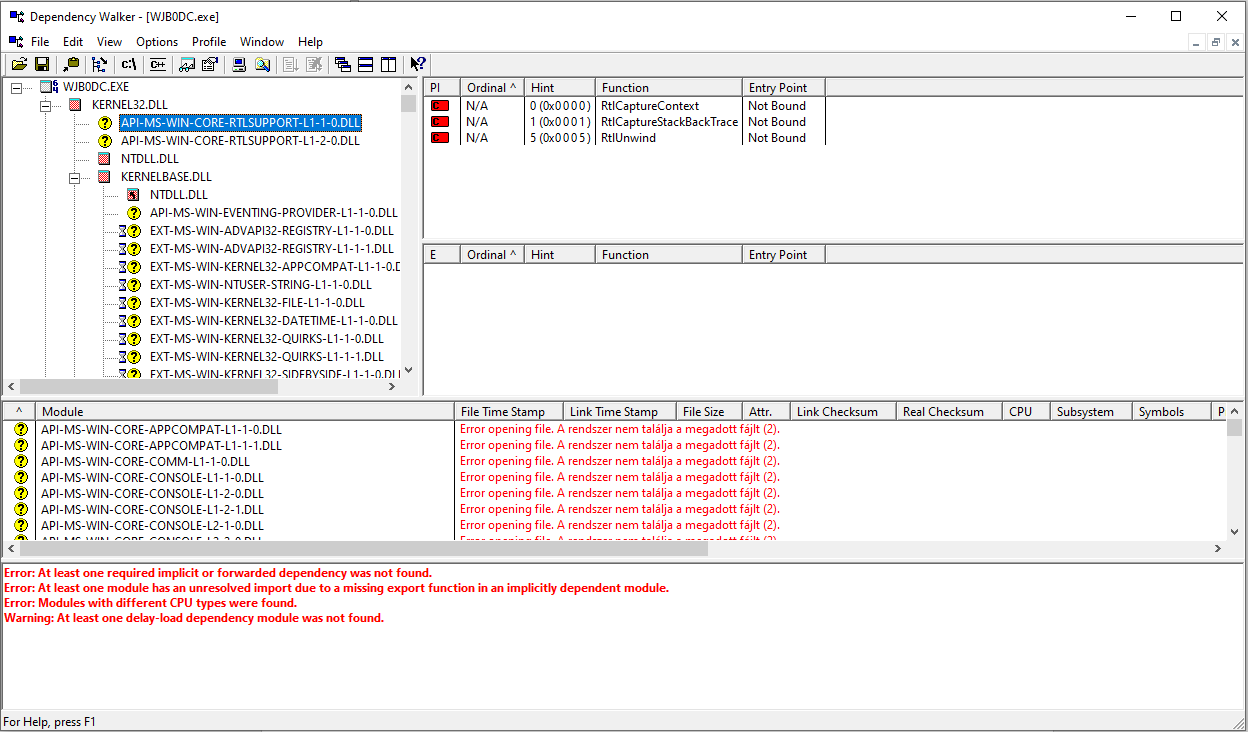 Dependency Walker - [WJB0DC.exe]
File Edit View Options Profile Window Help
c:\ C++
WJB0DC.EXE
KERNEL32.DLL
API-MS-WIN-CORE-RTLSUPPORT-L1-1-0.DLL
API-MS-WIN-CORE-RTLSUPPORT-L1-2-0.DLL
NTDLL.DLL
KERNELBASE.DLL
NTDLL.DLL
API-MS-WIN-EVENTING-PROVIDER-L1-1-0.DLL
EXT-MS-WIN-ADVAPI32-REGISTRY-L1-1-0.DLL
EXT-MS-WIN-ADVAPI32-REGISTRY-L1-1-1.DLL
EXT-MS-WIN-KERNEL32-APPCOMPAT-L1-1-0.D
EXT-MS-WIN-NTUSER-STRING-L1-1-0.DLL
EXT-MS-WIN-KERNEL32-FILE-L1-1-0.DLL
EXT-MS-WIN-KERNEL32-DATETIME-L1-1-0.DLL
EXT-MS-WIN-KERNEL32-QUIRKS-L1-1-0.DLL
EXT-MS-WIN-KERNEL32-QUIRKS-L1-1-1.DLL
EXT-MS-WIN-KERNEL32-SIDEBYSIDE-L1-1-0.DLL
PI Ordinal ^ Hint Function Entry Point
C N/A 0 (0x0000) RtlCaptureContext Not Bound
C N/A 1 (0x0001) RtlCaptureStackBackTrace Not Bound
C N/A 5 (0x0005) RtlUnwind Not Bound
E Ordinal ^ Hint Function Entry Point
^ Module File Time Stamp Link Time Stamp File Size Attr. Link Checksum Real Checksum CPU Subsystem Symbols P
API-MS-WIN-CORE-APPCOMPAT-L1-1-0.DLL Error opening file. A rendszer nem találja a megadott fájlt (2).
API-MS-WIN-CORE-APPCOMPAT-L1-1-1.DLL Error opening file. A rendszer nem találja a megadott fájlt (2).
API-MS-WIN-CORE-COMM-L1-1-0.DLL Error opening file. A rendszer nem találja a megadott fájlt (2).
API-MS-WIN-CORE-CONSOLE-L1-1-0.DLL Error opening file. A rendszer nem találja a megadott fájlt (2).
API-MS-WIN-CORE-CONSOLE-L1-2-0.DLL Error opening file. A rendszer nem találja a megadott fájlt (2).
API-MS-WIN-CORE-CONSOLE-L1-2-1.DLL Error opening file. A rendszer nem találja a megadott fájlt (2).
API-MS-WIN-CORE-CONSOLE-L2-1-0.DLL Error opening file. A rendszer nem találja a megadott fájlt (2).
Error opening file. A rendszer nem találja a megadott fájlt (2).
Error: At least one required implicit or forwarded dependency was not found.
Error: At least one module has an unresolved import due to a missing export function in an implicitly dependent module.
Error: Modules with different CPU types were found.
Warning: At least one delay-load dependency module was not found.
For Help, press F1